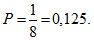 P = 1/8 = 0,125.